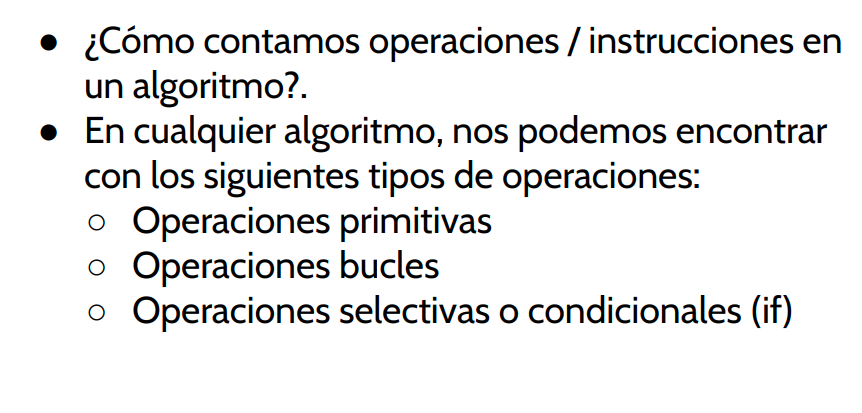 ● ¿Cómo contamos operaciones / instrucciones en
un algoritmo?.
● En cualquier algoritmo, nos podemos encontrar
con los siguientes tipos de operaciones:
○ Operaciones primitivas
○ Operaciones bucles
○ Operaciones selectivas o condicionales (if)